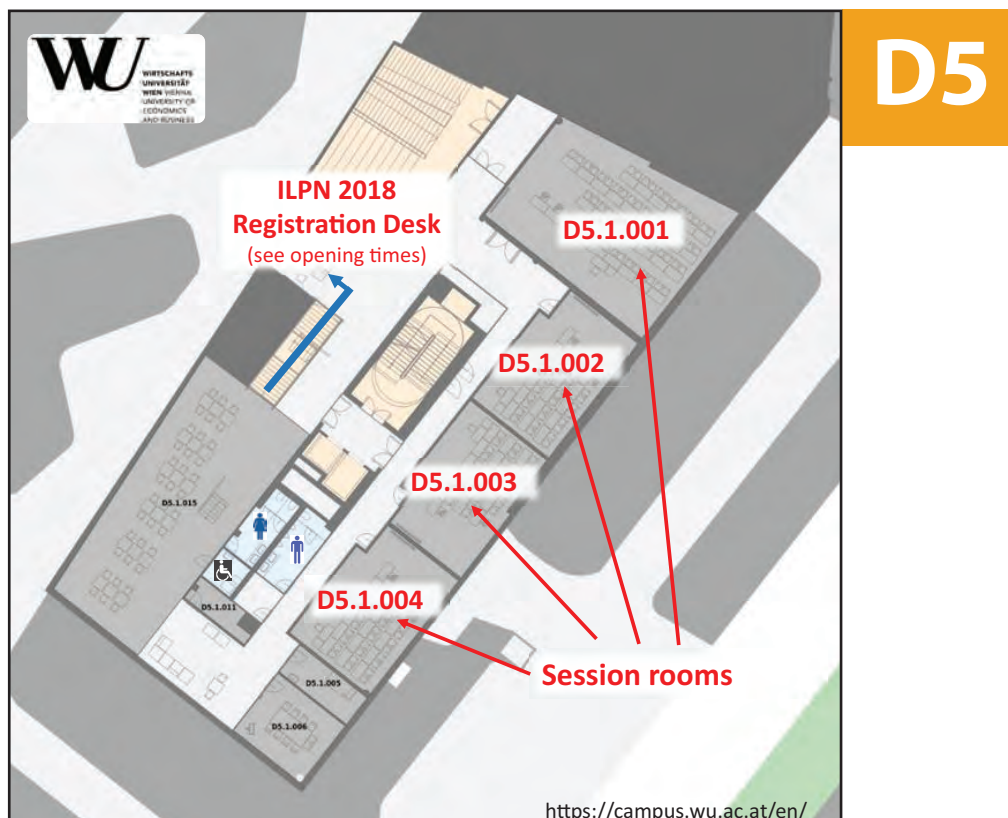 WU
WIRTSCHAFTS
UNIVERSITÄT
WIEN VIENNA
UNIVERSITY OF
ECONOMICS
AND BUSINESS
D5
ILPN 2018
Registration Desk
(see opening times)
D5.1.001
D5.1.002
D5.1.003
D5.1.015
D5.1.004
D5.1.011
D5.1.005
D5.1.006
Session rooms
https://campus.wu.ac.at/en/